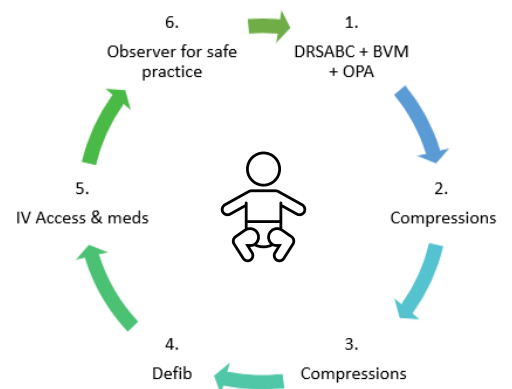 1.
DRSABC + BVM
+ OPA
2.
Compressions
3.
Compressions
4.
Defib
5.
IV Access & meds
6.
Observer for safe
practice